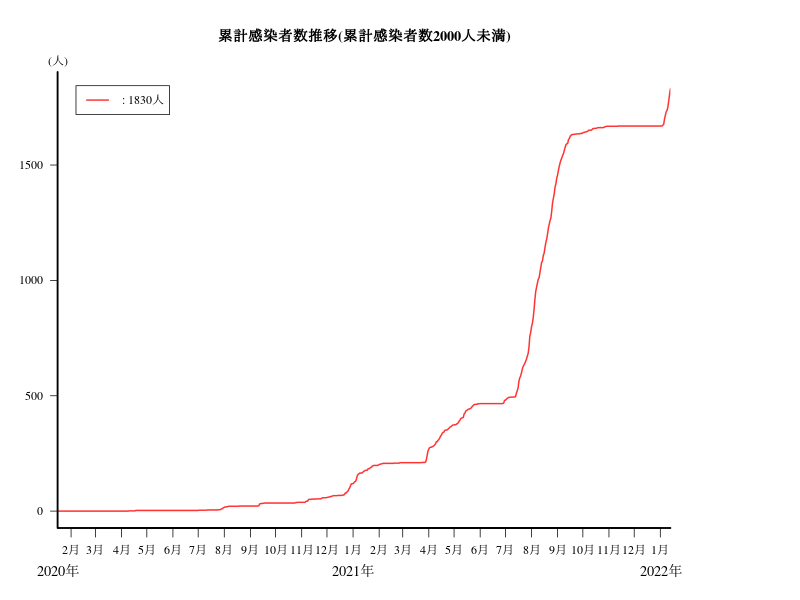 累計感染者数推移(累計感染者数2000人未満)
(人)
: 1830人
1500
1000
500
0
2月 3月 4月 5月 6月 7月 8月 9月 10月 11月 12月 1月 2月 3月 4月 5月 6月 7月 8月 9月 10月 11月 12月 1月
2020年 2021年 2022年